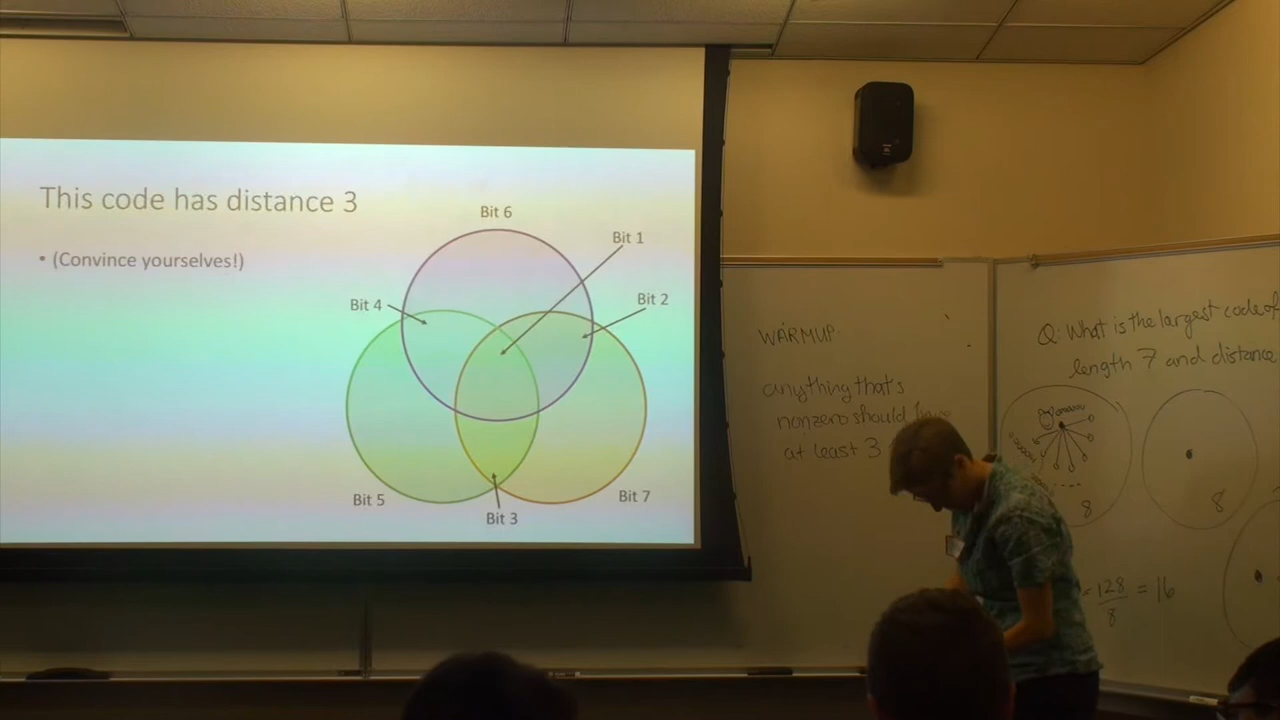 This code has distance 3
• (Convince yourselves!)
Bit 6
Bit 1
Bit 4
Bit 2
Bit 5
Bit 7
Bit 3
WARMUP:
anything that's
nonzero should have
at least 3
Q: What is the largest code of
length 7 and distance
8
8
128
8
= 16